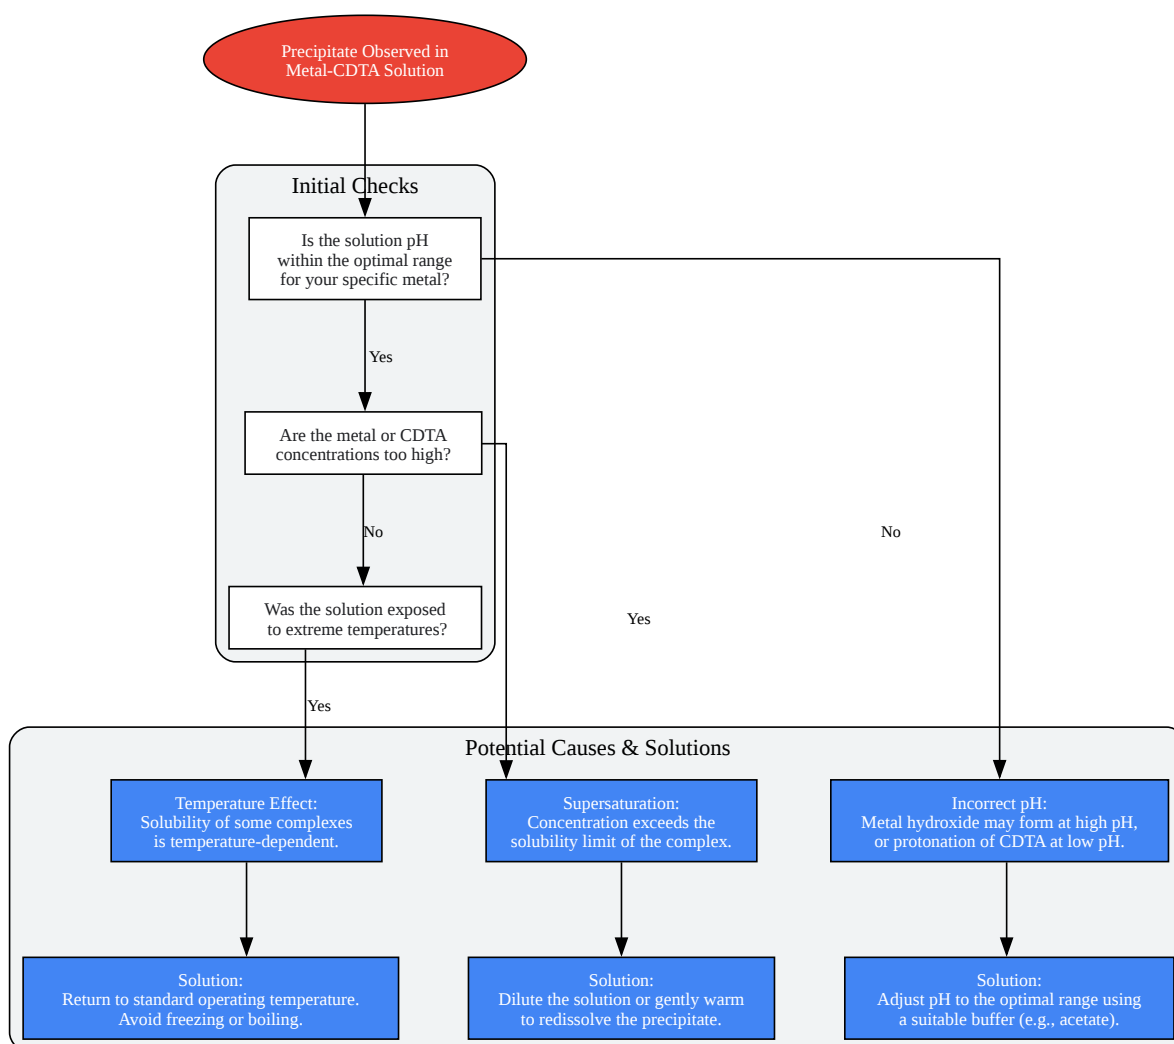 Precipitate Observed in
Metal-CDTA Solution
Initial Checks
Is the solution pH
within the optimal range
for your specific metal?
Yes
Are the metal or CDTA
concentrations too high?
No
No
Was the solution exposed
to extreme temperatures?
Yes
Yes
Potential Causes & Solutions
Temperature Effect:
Solubility of some complexes
is temperature-dependent.
Supersaturation:
Concentration exceeds the
solubility limit of the complex.
Incorrect pH:
Metal hydroxide may form at high pH,
or protonation of CDTA at low pH.
Solution:
Return to standard operating temperature.
Avoid freezing or boiling.
Solution:
Dilute the solution or gently warm
to redissolve the precipitate.
Solution:
Adjust pH to the optimal range using
a suitable buffer (e.g., acetate).